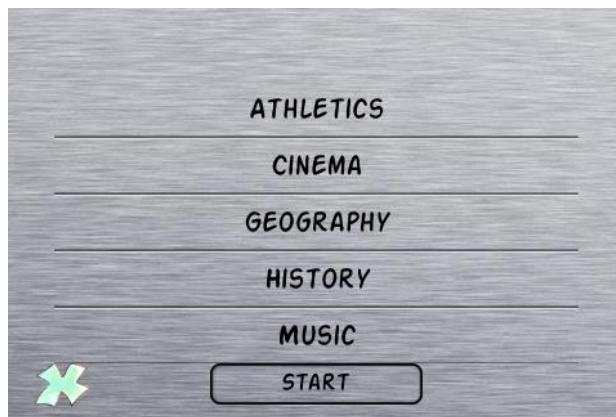 ATHLETICS
CINEMA
GEOGRAPHY
HISTORY
MUSIC
START